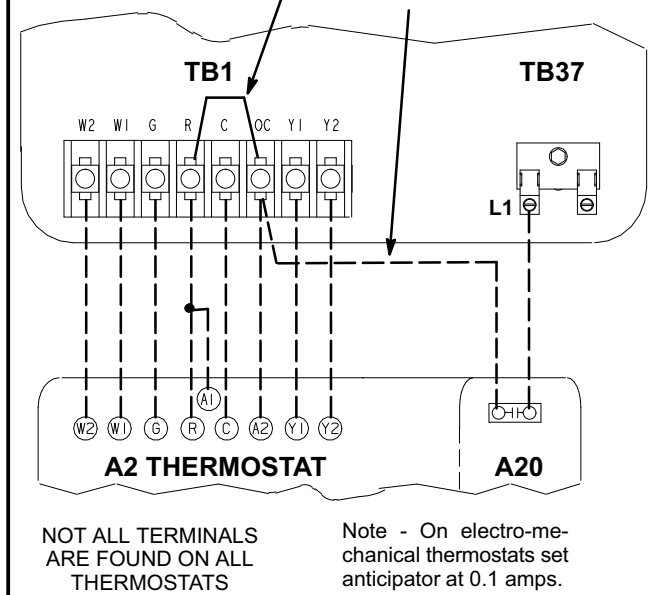 TB1 TB37
W2 W1 G R C OC Y1 Y2
L1
A1
W2 W1 G R C A2 Y1 Y2
A2 THERMOSTAT A20
NOT ALL TERMINALS
ARE FOUND ON ALL
THERMOSTATS
Note - On electro-me-
chanical thermostats set
anticipator at 0.1 amps.